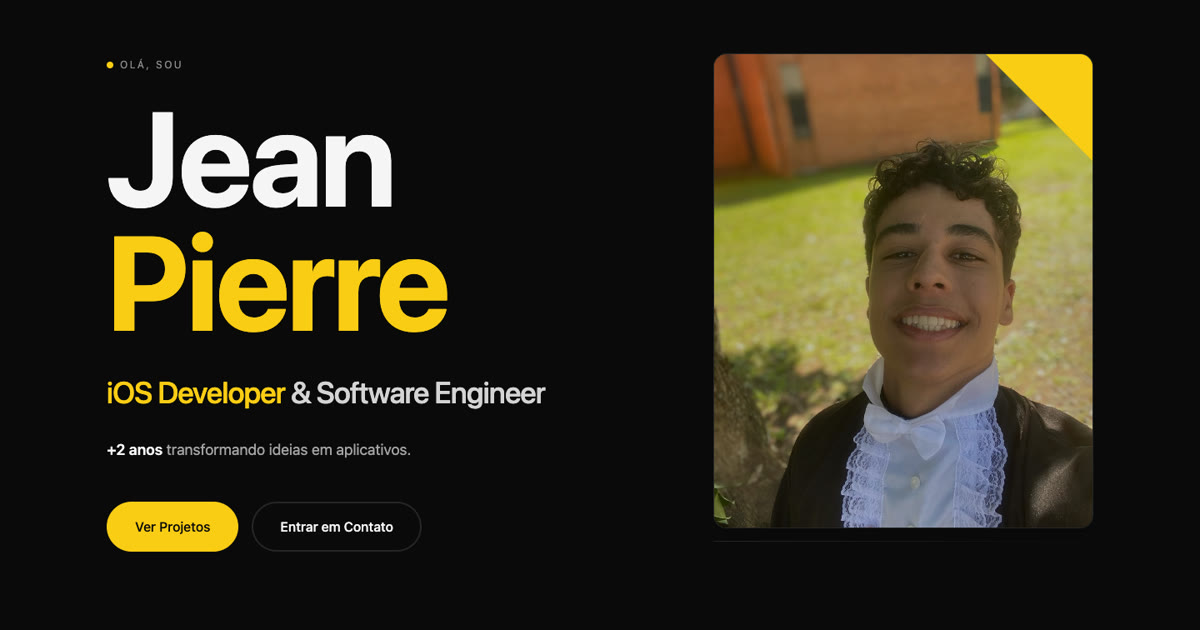 OLÁ, SOU
Jean
Pierre
iOS Developer & Software Engineer
+2 anos transformando ideias em aplicativos.
Ver Projetos
Entrar em Contato